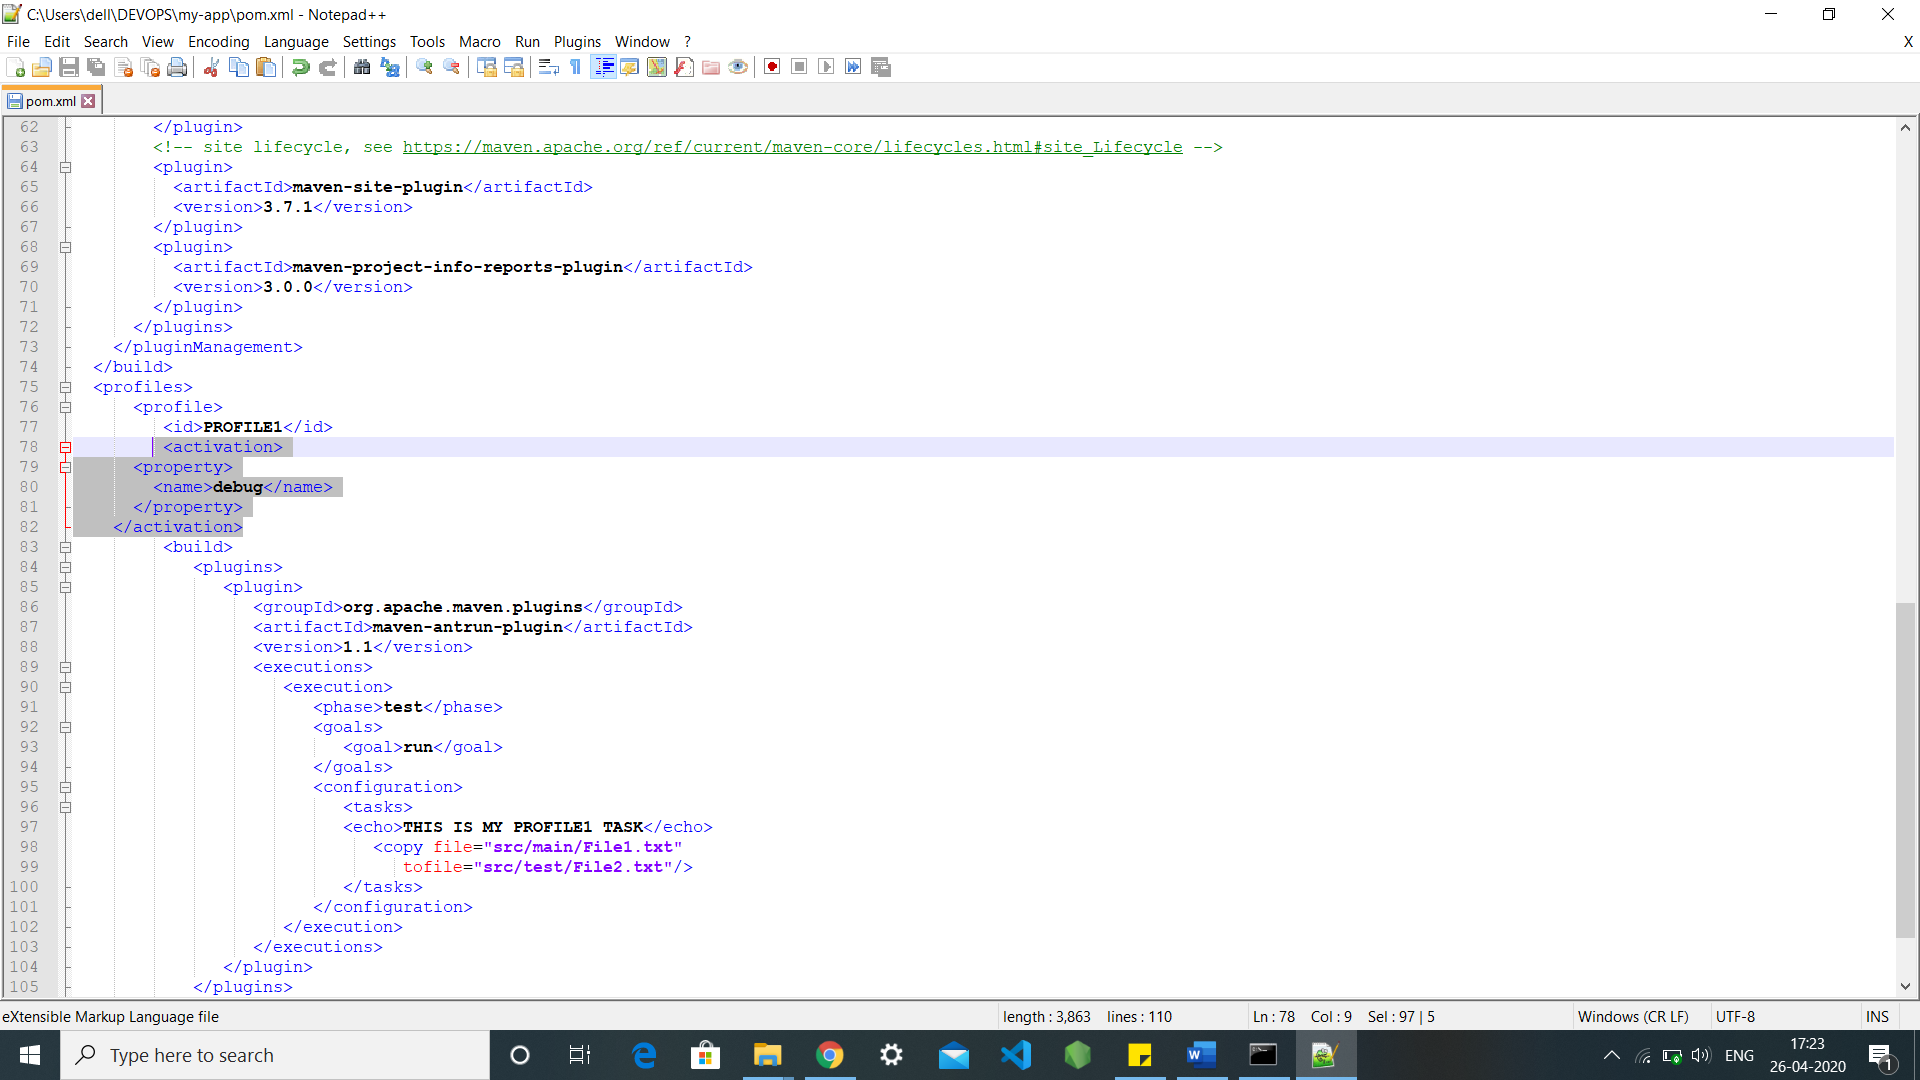 C:\Users\dell\DEVOPS\my-app\pom.xml - Notepad++
File Edit Search View Encoding Language Settings Tools Macro Run Plugins Window ? X
pom.xml
62 </plugin>
63 <!-- site lifecycle, see https://maven.apache.org/ref/current/maven-core/lifecycles.html#site_Lifecycle -->
64 <plugin>
65 <artifactId>maven-site-plugin</artifactId>
66 <version>3.7.1</version>
67 </plugin>
68 <plugin>
69 <artifactId>maven-project-info-reports-plugin</artifactId>
70 <version>3.0.0</version>
71 </plugin>
72 </plugins>
73 </pluginManagement>
74 </build>
75 <profiles>
76 <profile>
77 <id>PROFILE1</id>
78 <activation>
79 <property>
80 <name>debug</name>
81 </property>
82 </activation>
83 <build>
84 <plugins>
85 <plugin>
86 <groupId>org.apache.maven.plugins</groupId>
87 <artifactId>maven-antrun-plugin</artifactId>
88 <version>1.1</version>
89 <executions>
90 <execution>
91 <phase>test</phase>
92 <goals>
93 <goal>run</goal>
94 </goals>
95 <configuration>
96 <tasks>
97 <echo>THIS IS MY PROFILE1 TASK</echo>
98 <copy file="src/main/File1.txt"
99 tofile="src/test/File2.txt"/>
100 </tasks>
101 </configuration>
102 </execution>
103 </executions>
104 </plugin>
105 </plugins>
eXtensible Markup Language file length : 3,863 lines : 110 Ln : 78 Col : 9 Sel : 97 | 5 Windows (CR LF) UTF-8 INS
Type here to search ENG 17:23
26-04-2020 1